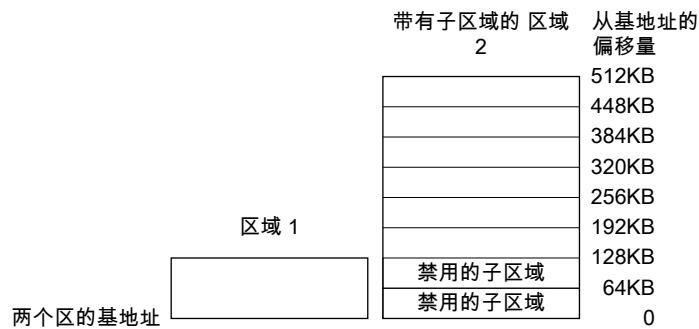 带有子区域的 区域
2
从基地址的
偏移量
512KB
448KB
384KB
320KB
256KB
区域 1
192KB
128KB
禁用的子区域
64KB
禁用的子区域
两个区的基地址
0